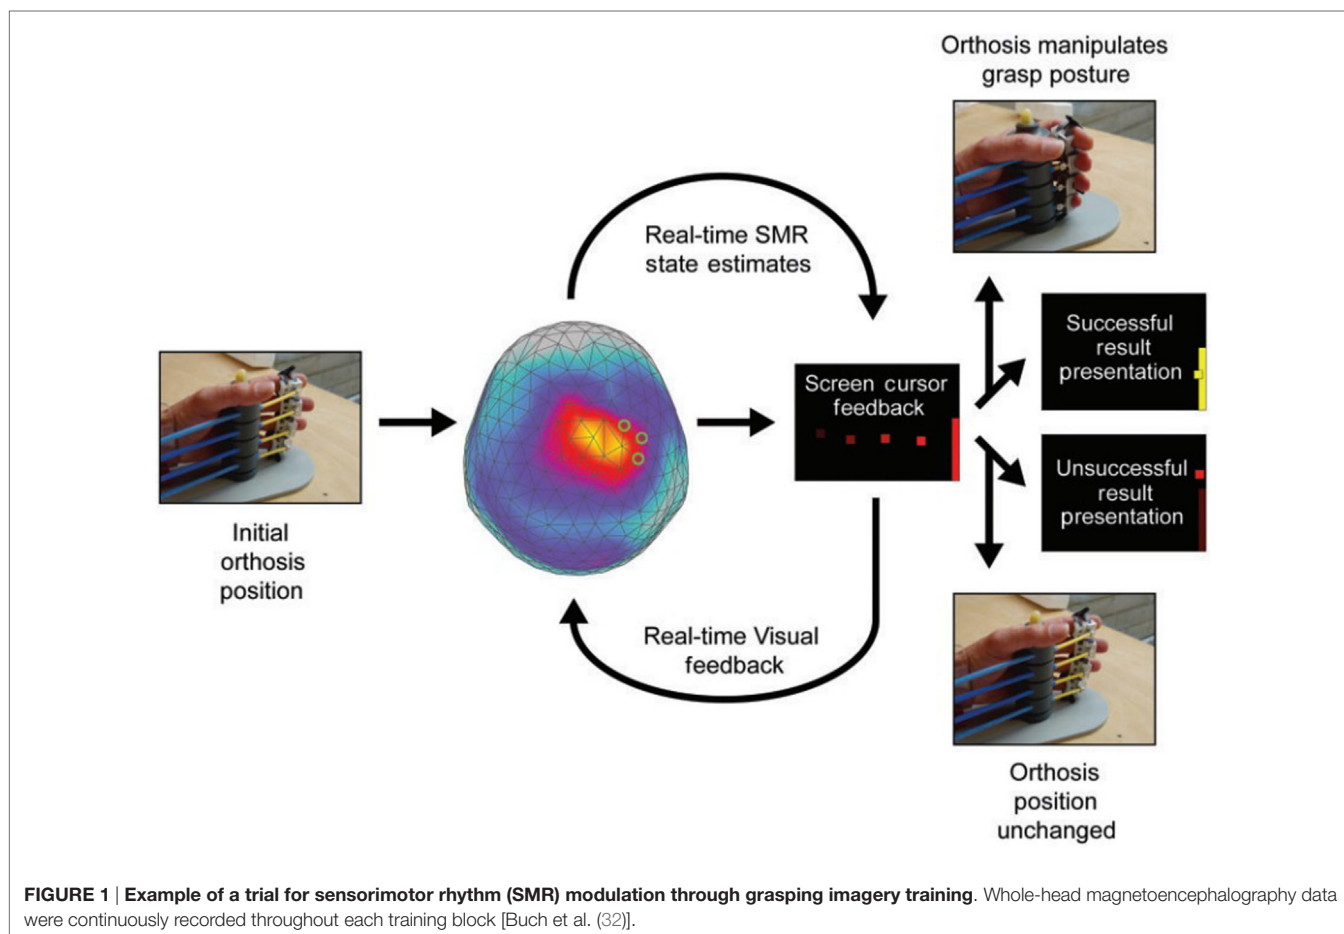 Orthosis manipulates
grasp posture
Real-time SMR
state estimates
Successful
result
presentation
Screen cursor
feedback
Unsuccessful
result
presentation
Initial
orthosis
position
Real-time Visual
feedback
Orthosis
position
unchanged
FIGURE 1 | Example of a trial for sensorimotor rhythm (SMR) modulation through grasping imagery training. Whole-head magnetoencephalography data
were continuously recorded throughout each training block [Buch et al. (32)].